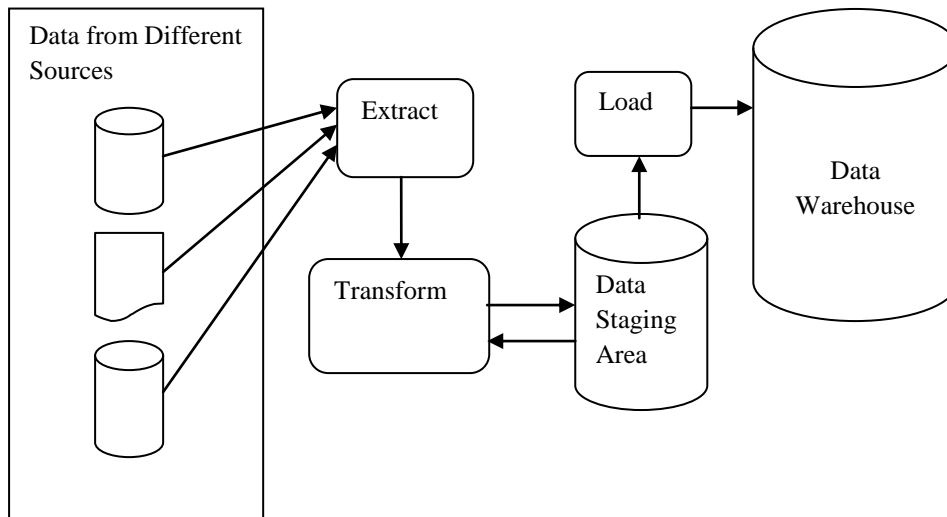 Data from Different
Sources
Extract
Load
Data
Warehouse
Transform
Data
Staging
Area